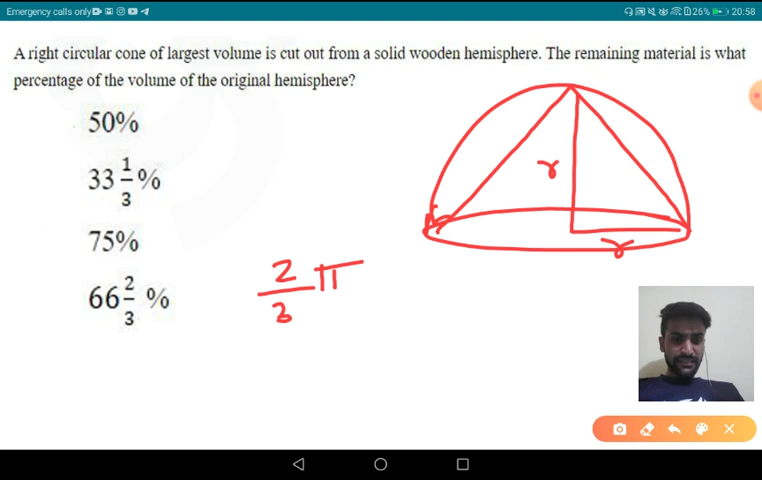 Emergency calls only
26% 20:58
A right circular cone of largest volume is cut out from a solid wooden hemisphere. The remaining material is what
percentage of the volume of the original hemisphere?
50%
33 1/3 %
75%
66 2/3 %
2/3 π
r
r